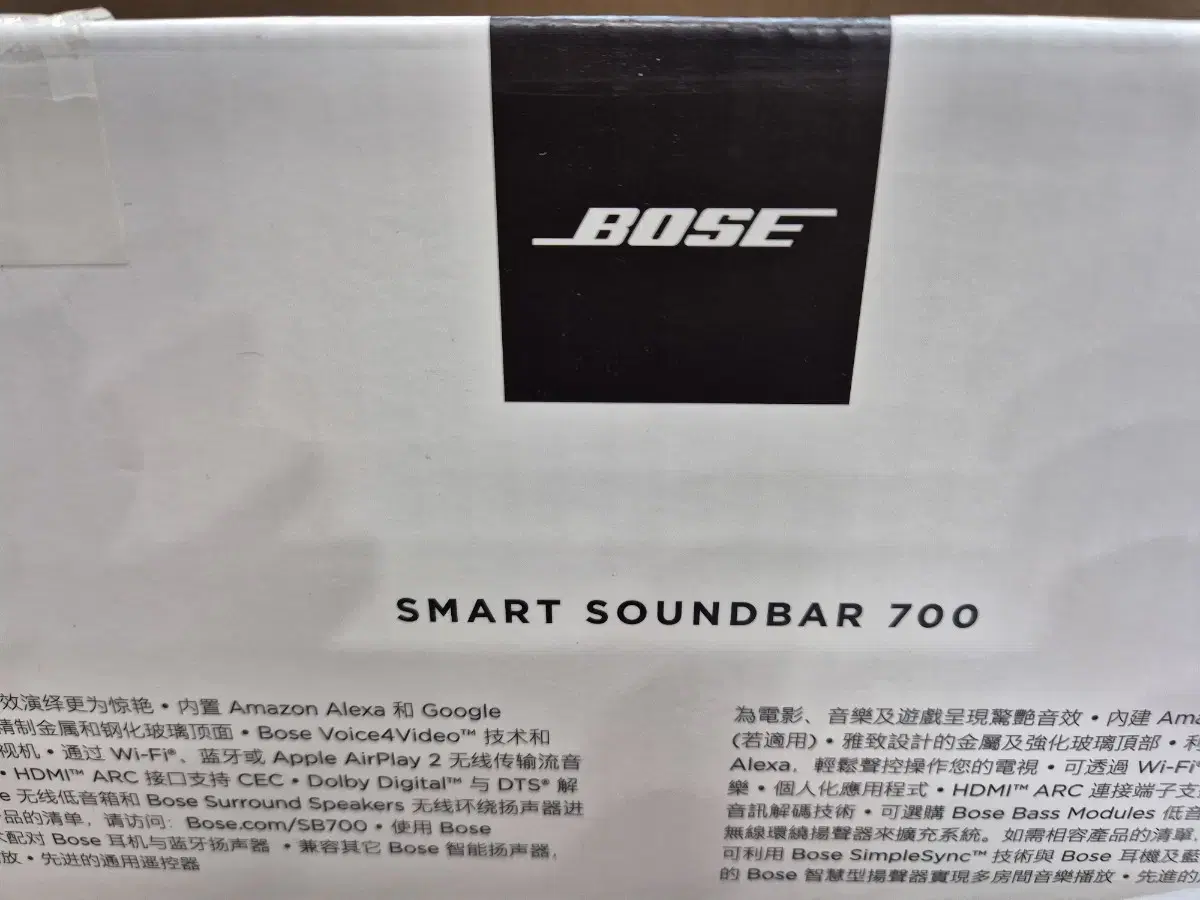 BOSE
SMART SOUNDBAR 700
效演绎更为惊艳 • 内置 Amazon Alexa 和 Google
精制金属和钢化玻璃顶面 • Bose Voice4Video™ 技术和
视机 • 通过 Wi-Fi®、蓝牙或 Apple AirPlay 2 无线传输流音
• HDMI™ ARC 接口支持 CEC • Dolby Digital™ 与 DTS® 解
e 无线低音箱和 Bose Surround Speakers 无线环绕扬声器进
产品的清单，请访问：Bose.com/SB700 • 使用 Bose
配对 Bose 耳机与蓝牙扬声器 • 兼容其它 Bose 智能扬声器，
放 • 先进的通用遥控器
為電影、音樂及遊戲呈現驚艷音效 • 內建 Ama
(若適用) • 雅致設計的金屬及強化玻璃頂部 • 利
Alexa，輕鬆聲控操作您的電視 • 可透過 Wi-Fi®
樂 • 個人化應用程式 • HDMI™ ARC 連接端子支
音訊解碼技術 • 可選購 Bose Bass Modules 低音
無線環繞揚聲器來擴充系統。如需相容產品的清單，
可利用 Bose SimpleSync™ 技術與 Bose 耳機及藍
的 Bose 智慧型揚聲器實現多房間音樂播放 • 先進的